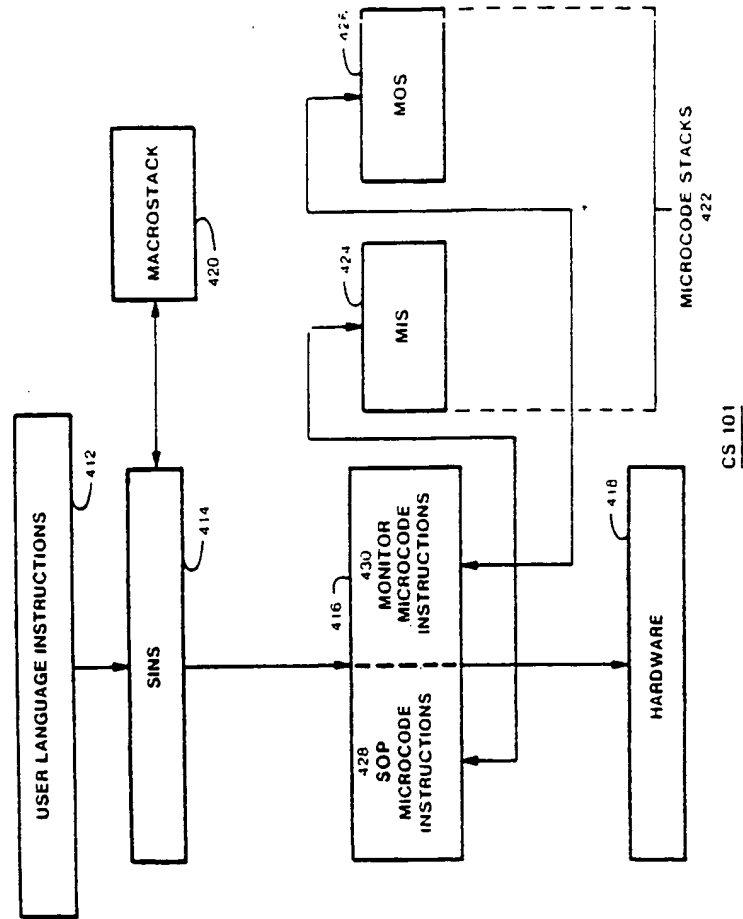 USER LANGUAGE INSTRUCTIONS
412
SINS
414
MACROSTACK
420
416
428
SOP
MICROCODE
INSTRUCTIONS
430
MONITOR
MICROCODE
INSTRUCTIONS
MIS
424
MOS
426
MICROCODE STACKS
422
HARDWARE
418
CS 101